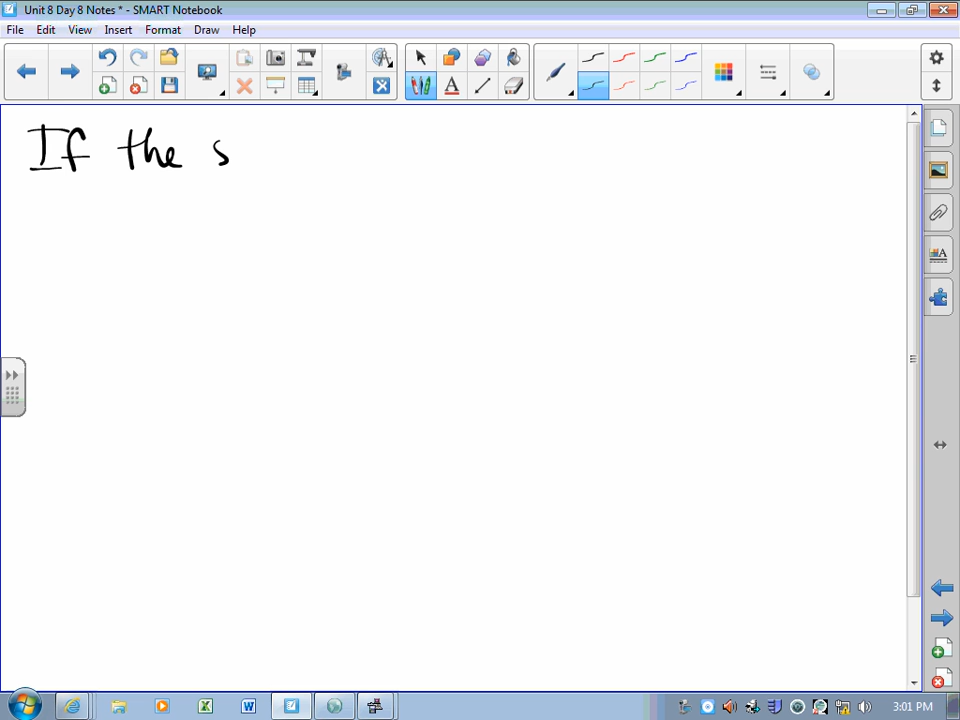 Unit 8 Day 8 Notes * - SMART Notebook
File Edit View Insert Format Draw Help
If the s
3:01 PM